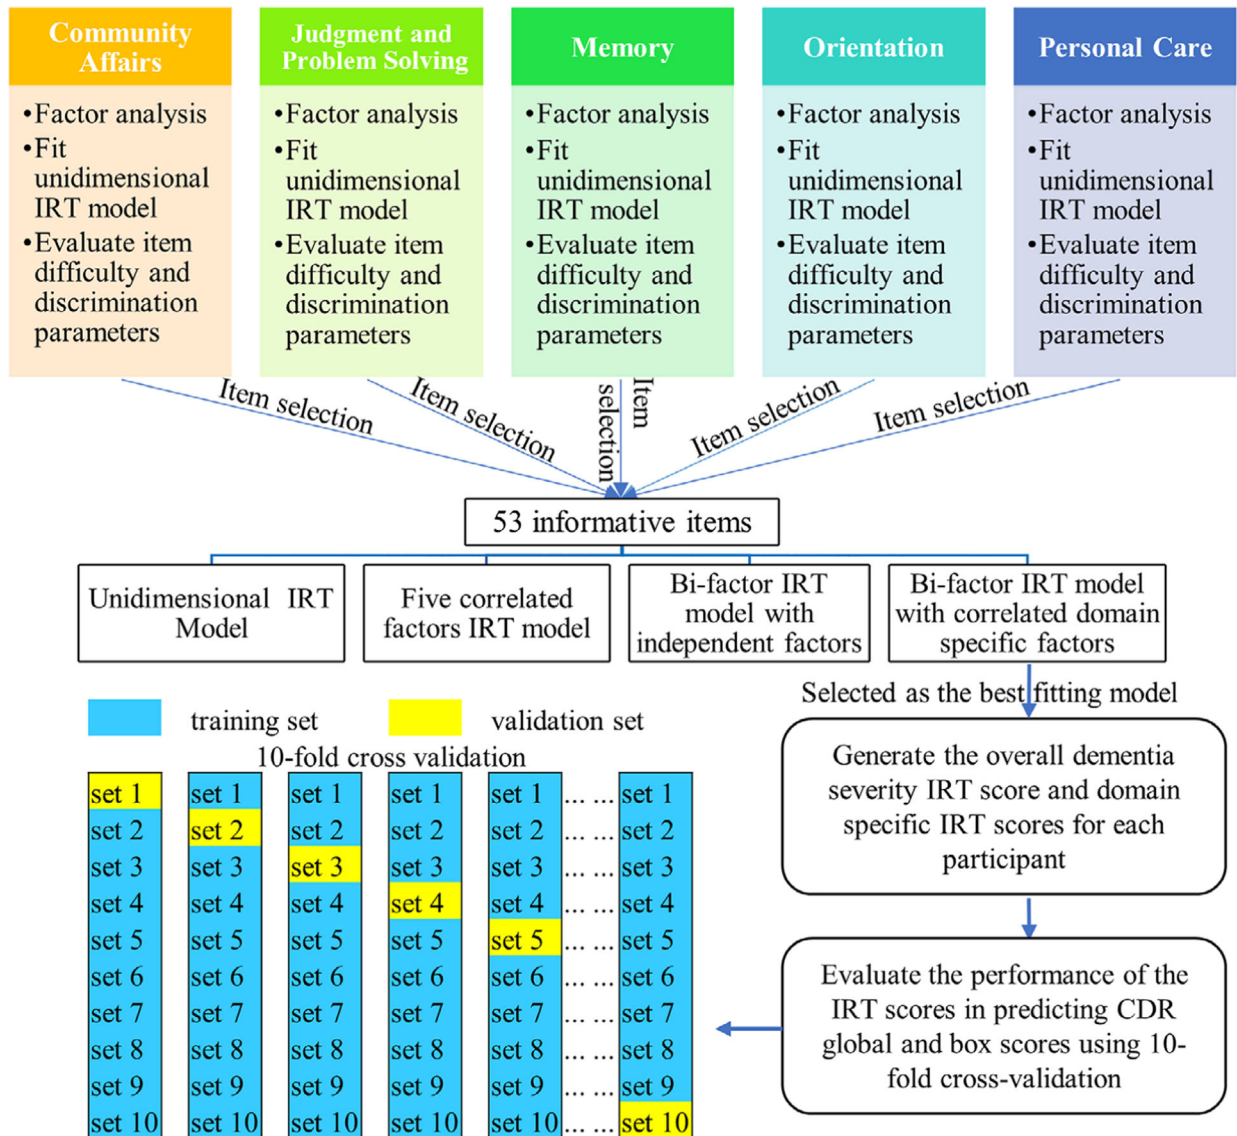 Community
Affairs
•Factor analysis
•Fit
unidimensional
IRT model
•Evaluate item
difficulty and
discrimination
parameters
Judgment and
Problem Solving
•Factor analysis
•Fit
unidimensional
IRT model
•Evaluate item
difficulty and
discrimination
parameters
Memory
•Factor analysis
•Fit
unidimensional
IRT model
•Evaluate item
difficulty and
discrimination
parameters
Orientation
•Factor analysis
•Fit
unidimensional
IRT model
•Evaluate item
difficulty and
discrimination
parameters
Personal Care
•Factor analysis
•Fit
unidimensional
IRT model
•Evaluate item
difficulty and
discrimination
parameters
Item selection
Item selection
Item
selection
Item selection
Item selection
53 informative items
Unidimensional IRT
Model
Five correlated
factors IRT model
Bi-factor IRT
model with
independent factors
Bi-factor IRT model
with correlated domain
specific factors
Selected as the best fitting model
Generate the overall dementia
severity IRT score and domain
specific IRT scores for each
participant
Evaluate the performance of the
IRT scores in predicting CDR
global and box scores using 10-
fold cross-validation
training set validation set
10-fold cross validation
set 1 set 1 set 1 set 1 set 1 ... ... set 1
set 2 set 2 set 2 set 2 set 2 ... ... set 2
set 3 set 3 set 3 set 3 set 3 ... ... set 3
set 4 set 4 set 4 set 4 set 4 ... ... set 4
set 5 set 5 set 5 set 5 set 5 ... ... set 5
set 6 set 6 set 6 set 6 set 6 ... ... set 6
set 7 set 7 set 7 set 7 set 7 ... ... set 7
set 8 set 8 set 8 set 8 set 8 ... ... set 8
set 9 set 9 set 9 set 9 set 9 ... ... set 9
set 10 set 10 set 10 set 10 set 10 ... ... set 10